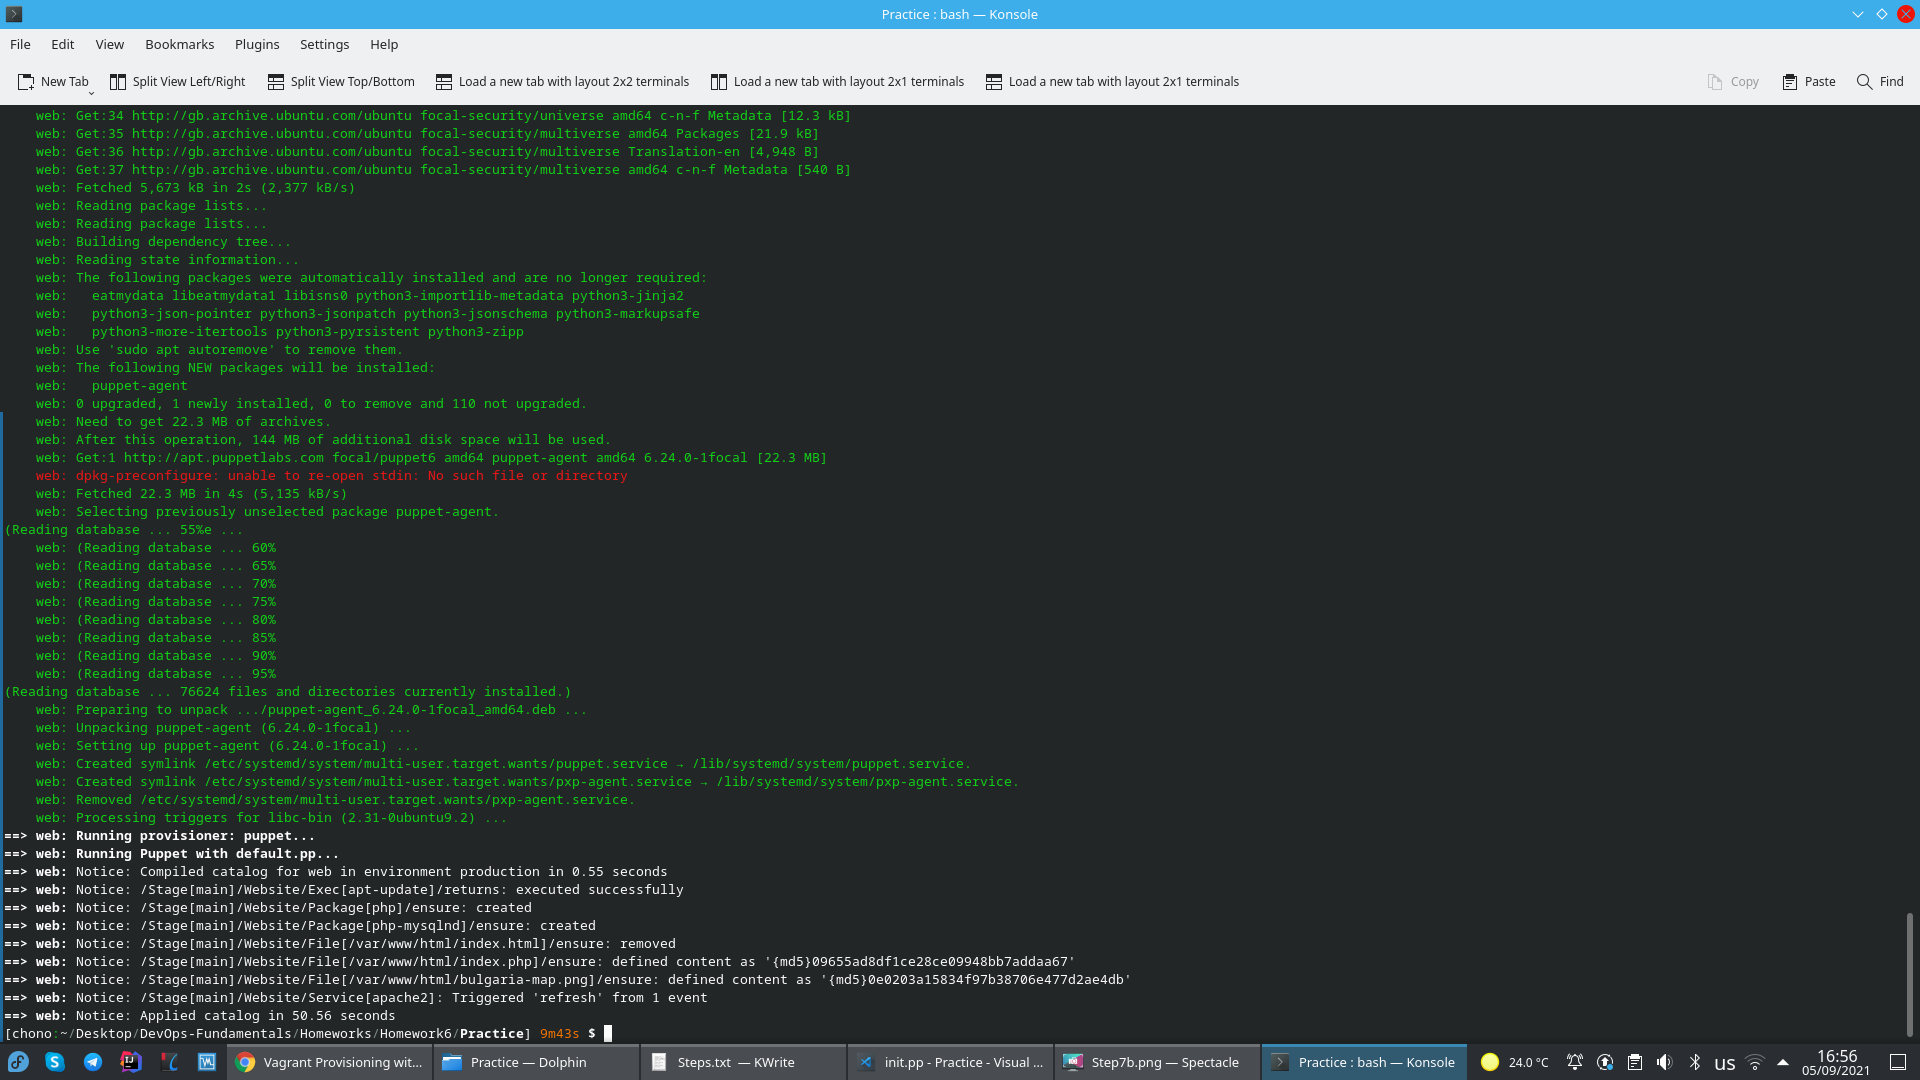 Practice : bash — Konsole
File Edit View Bookmarks Plugins Settings Help
New Tab Split View Left/Right Split View Top/Bottom Load a new tab with layout 2x2 terminals Load a new tab with layout 2x1 terminals Load a new tab with layout 2x1 terminals Copy Paste Find
web: Get:34 http://gb.archive.ubuntu.com/ubuntu focal-security/universe amd64 c-n-f Metadata [12.3 kB]
web: Get:35 http://gb.archive.ubuntu.com/ubuntu focal-security/multiverse amd64 Packages [21.9 kB]
web: Get:36 http://gb.archive.ubuntu.com/ubuntu focal-security/multiverse Translation-en [4,948 B]
web: Get:37 http://gb.archive.ubuntu.com/ubuntu focal-security/multiverse amd64 c-n-f Metadata [540 B]
web: Fetched 5,673 kB in 2s (2,377 kB/s)
web: Reading package lists...
web: Reading package lists...
web: Building dependency tree...
web: Reading state information...
web: The following packages were automatically installed and are no longer required:
web:   eatmydata libeatmydata1 libisns0 python3-importlib-metadata python3-jinja2
web:   python3-json-pointer python3-jsonpatch python3-jsonschema python3-markupsafe
web:   python3-more-itertools python3-pyrsistent python3-zipp
web: Use 'sudo apt autoremove' to remove them.
web: The following NEW packages will be installed:
web:   puppet-agent
web: 0 upgraded, 1 newly installed, 0 to remove and 110 not upgraded.
web: Need to get 22.3 MB of archives.
web: After this operation, 144 MB of additional disk space will be used.
web: Get:1 http://apt.puppetlabs.com focal/puppet6 amd64 puppet-agent amd64 6.24.0-1focal [22.3 MB]
web: dpkg-preconfigure: unable to re-open stdin: No such file or directory
web: Fetched 22.3 MB in 4s (5,135 kB/s)
web: Selecting previously unselected package puppet-agent.
(Reading database ... 55%e ...
web: (Reading database ... 60%
web: (Reading database ... 65%
web: (Reading database ... 70%
web: (Reading database ... 75%
web: (Reading database ... 80%
web: (Reading database ... 85%
web: (Reading database ... 90%
web: (Reading database ... 95%
(Reading database ... 76624 files and directories currently installed.)
web: Preparing to unpack .../puppet-agent_6.24.0-1focal_amd64.deb ...
web: Unpacking puppet-agent (6.24.0-1focal) ...
web: Setting up puppet-agent (6.24.0-1focal) ...
web: Created symlink /etc/systemd/system/multi-user.target.wants/puppet.service → /lib/systemd/system/puppet.service.
web: Created symlink /etc/systemd/system/multi-user.target.wants/pxp-agent.service → /lib/systemd/system/pxp-agent.service.
web: Removed /etc/systemd/system/multi-user.target.wants/pxp-agent.service.
web: Processing triggers for libc-bin (2.31-0ubuntu9.2) ...
==> web: Running provisioner: puppet...
==> web: Running Puppet with default.pp...
==> web: Notice: Compiled catalog for web in environment production in 0.55 seconds
==> web: Notice: /Stage[main]/Website/Exec[apt-update]/returns: executed successfully
==> web: Notice: /Stage[main]/Website/Package[php]/ensure: created
==> web: Notice: /Stage[main]/Website/Package[php-mysqlnd]/ensure: created
==> web: Notice: /Stage[main]/Website/File[/var/www/html/index.html]/ensure: removed
==> web: Notice: /Stage[main]/Website/File[/var/www/html/index.php]/ensure: defined content as '{md5}09655ad8df1ce28ce09948bb7addaa67'
==> web: Notice: /Stage[main]/Website/File[/var/www/html/bulgaria-map.png]/ensure: defined content as '{md5}0e0203a15834f97b38706e477d2ae4db'
==> web: Notice: /Stage[main]/Website/Service[apache2]: Triggered 'refresh' from 1 event
==> web: Notice: Applied catalog in 50.56 seconds
[chono:~/Desktop/DevOps-Fundamentals/Homeworks/Homework6/Practice] 9m43s $
Vagrant Provisioning wit... Practice — Dolphin Steps.txt — KWrite init.pp - Practice - Visual ... Step7b.png — Spectacle Practice : bash — Konsole 24.0 °C us 16:56
05/09/2021